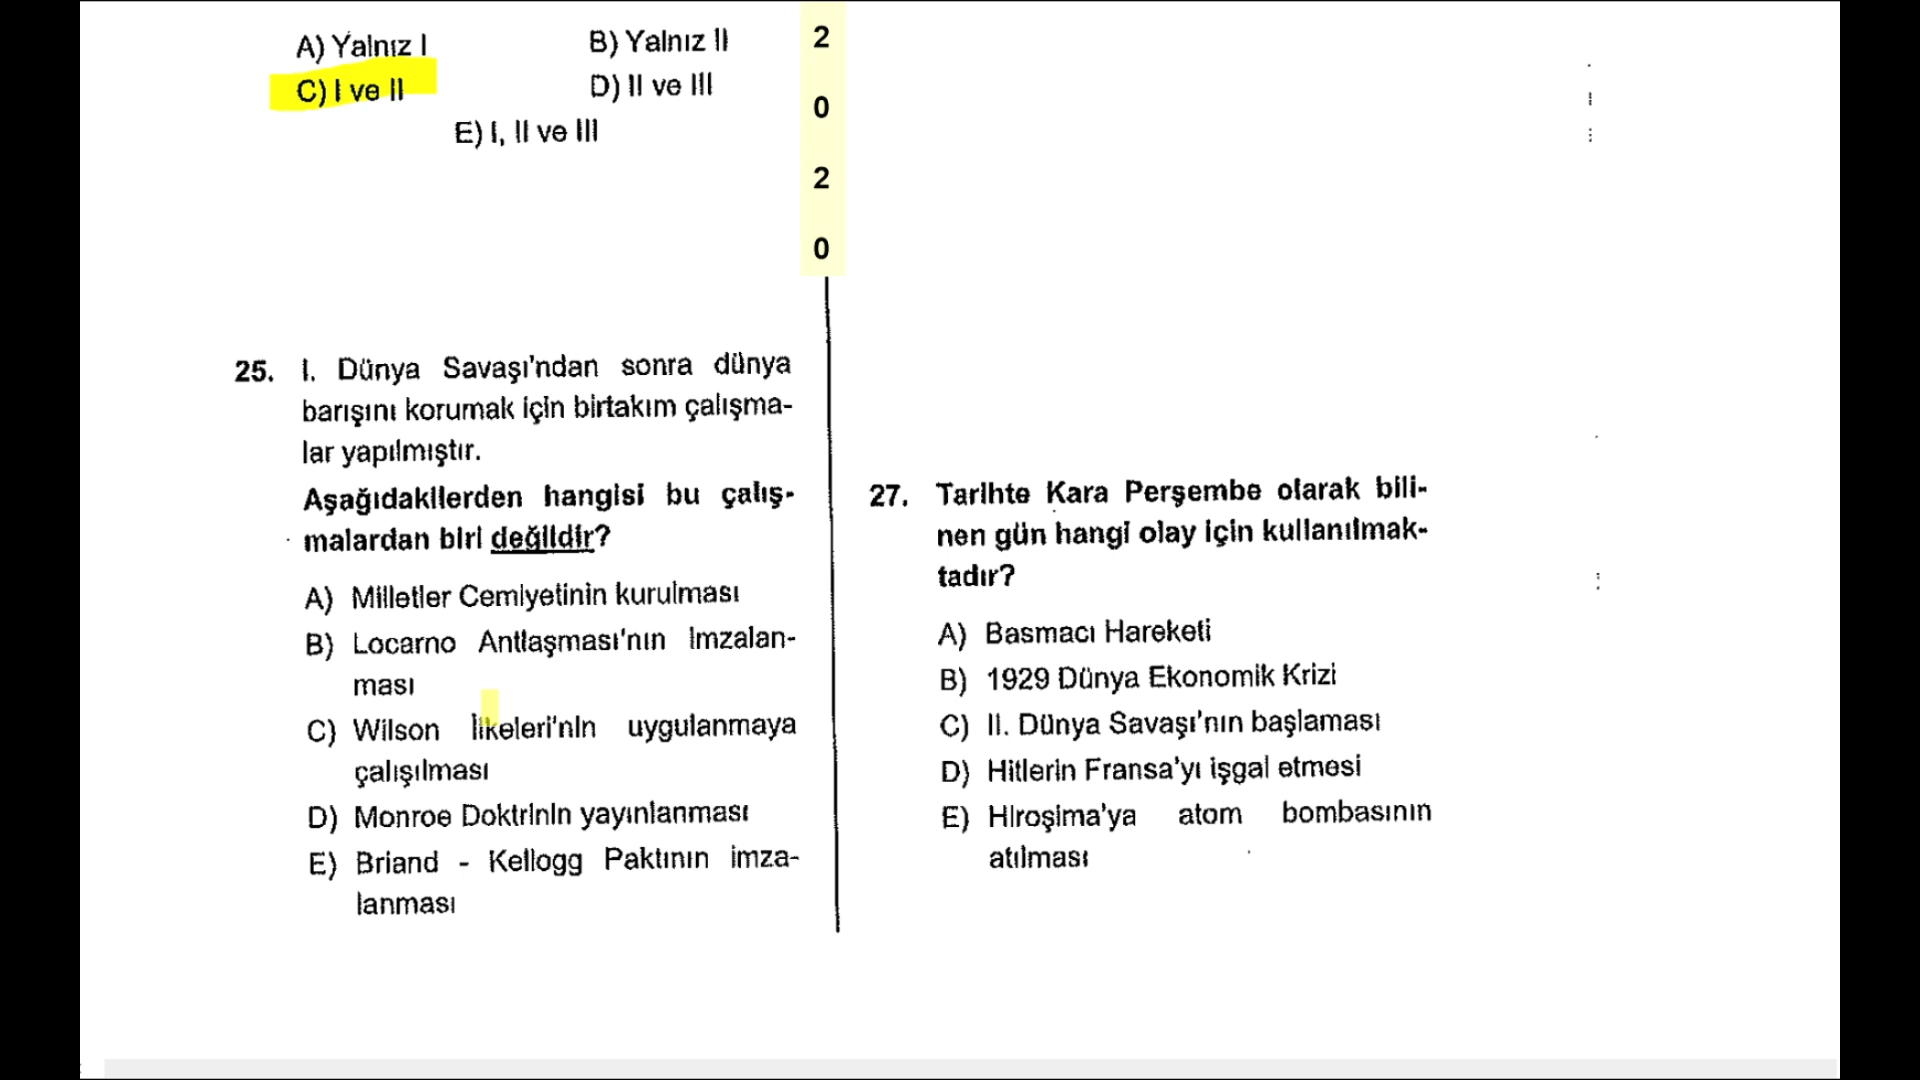 A) Yalnız I
B) Yalnız II
C) I ve II
D) II ve III
E) I, II ve III
2
0
2
0
25. I. Dünya Savaşı'ndan sonra dünya
barışını korumak için birtakım çalışma-
lar yapılmıştır.
Aşağıdakilerden hangisi bu çalış-
malardan biri değildir?
A) Milletler Cemiyetinin kurulması
B) Locarno Antlaşması'nın imzalan-
ması
C) Wilson İlkeleri'nin uygulanmaya
çalışılması
D) Monroe Doktrinin yayınlanması
E) Briand - Kellogg Paktının imza-
lanması
27. Tarihte Kara Perşembe olarak bili-
nen gün hangi olay için kullanılmak-
tadır?
A) Basmacı Hareketi
B) 1929 Dünya Ekonomik Krizi
C) II. Dünya Savaşı'nın başlaması
D) Hitlerin Fransa'yı işgal etmesi
E) Hiroşima'ya atom bombasının
atılması